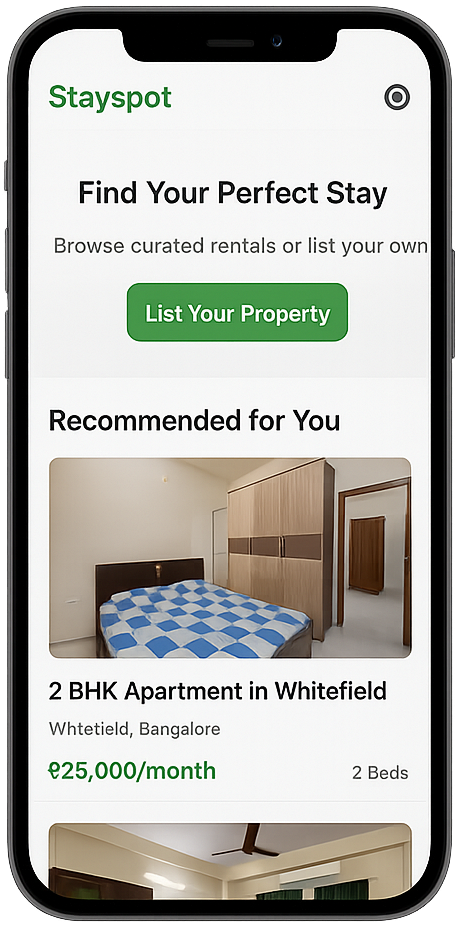 Stayspot
Find Your Perfect Stay
Browse curated rentals or list your own
List Your Property
Recommended for You
2 BHK Apartment in Whitefield
Whtetield, Bangalore
₹25,000/month
2 Beds